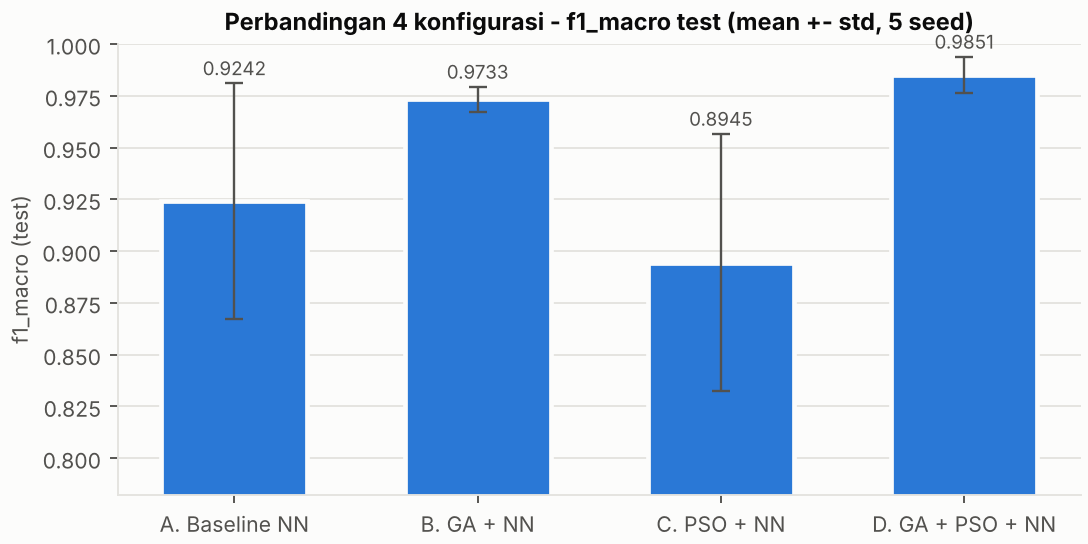 Perbandingan 4 konfigurasi - f1_macro test (mean +- std, 5 seed)
f1_macro (test)
1.000
0.975
0.950
0.925
0.900
0.875
0.850
0.825
0.800
0.9242
0.9733
0.8945
0.9851
A. Baseline NN
B. GA + NN
C. PSO + NN
D. GA + PSO + NN